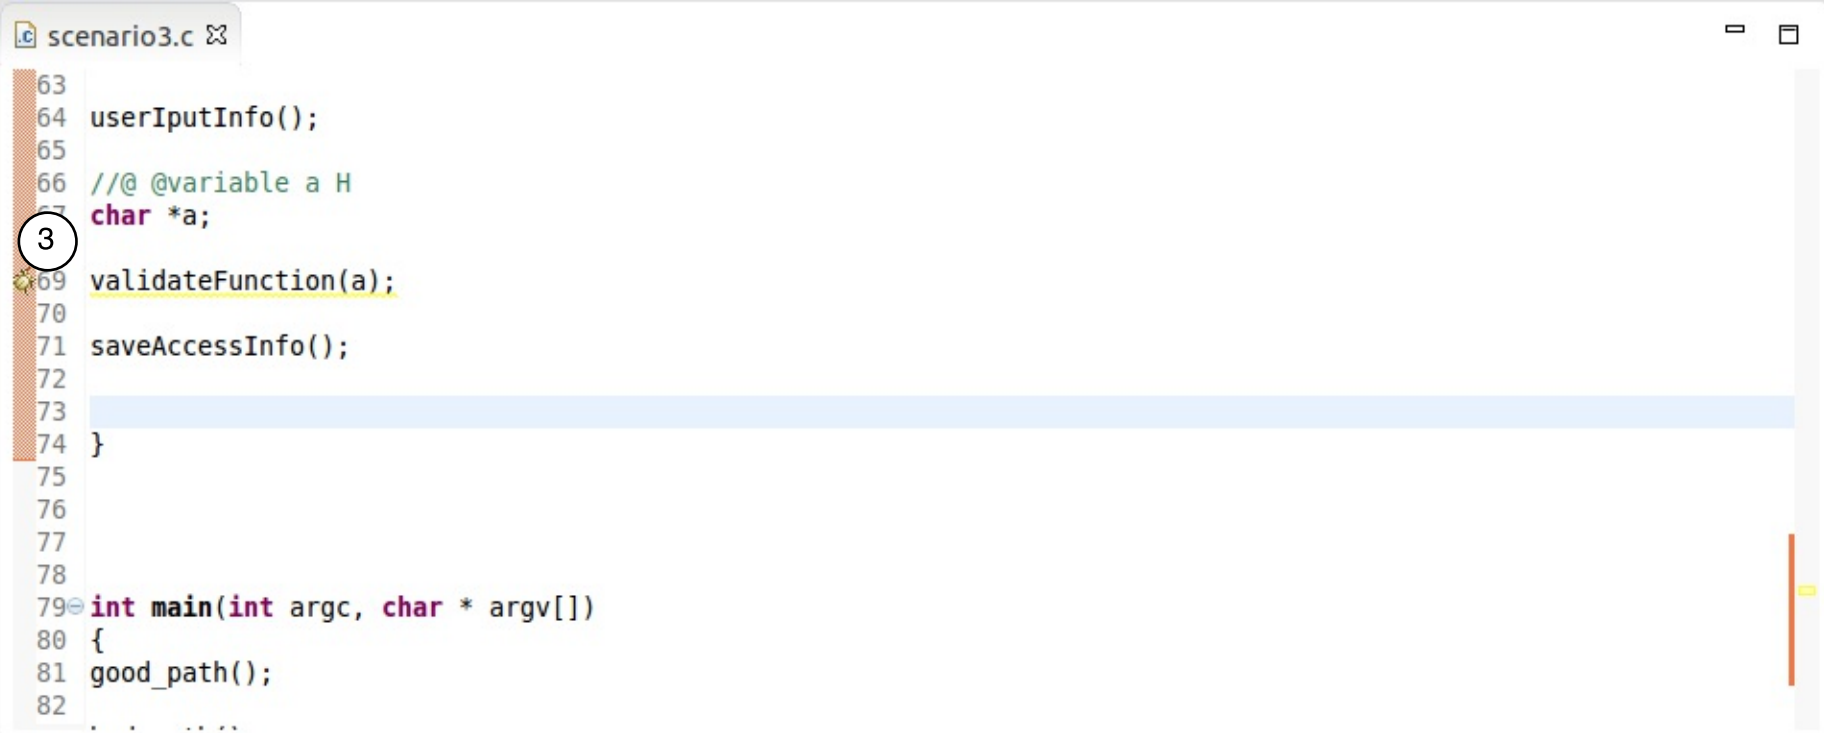 scenario3.c
63
64 userIputInfo();
65
66 //@ @variable a H
67 char *a;
3
69 validateFunction(a);
70
71 saveAccessInfo();
72
73
74 }
75
76
77
78
79 int main(int argc, char * argv[])
80 {
81 good_path();
82